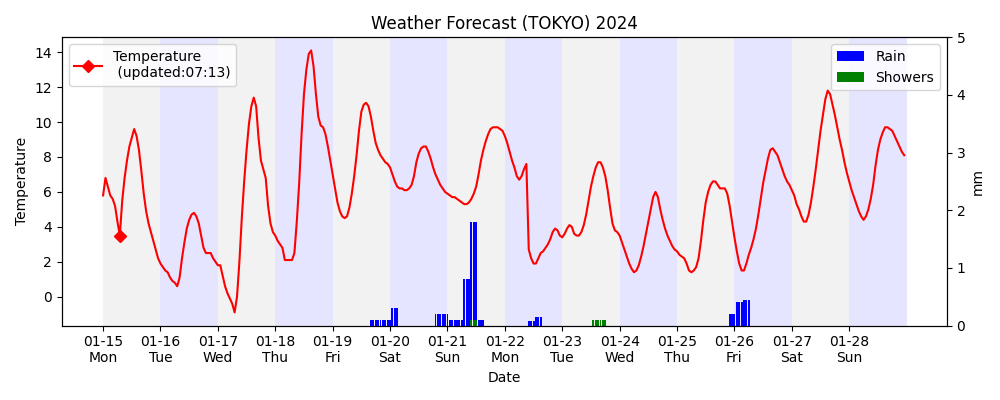 Weather Forecast (TOKYO) 2024
Temperature
(updated:07:13)
Rain
Showers
Temperature
14
12
10
8
6
4
2
0
5
4
3
2
1
0
mm
01-15 01-16 01-17 01-18 01-19 01-20 01-21 01-22 01-23 01-24 01-25 01-26 01-27 01-28
Mon Tue Wed Thu Fri Sat Sun Mon Tue Wed Thu Fri Sat Sun
Date